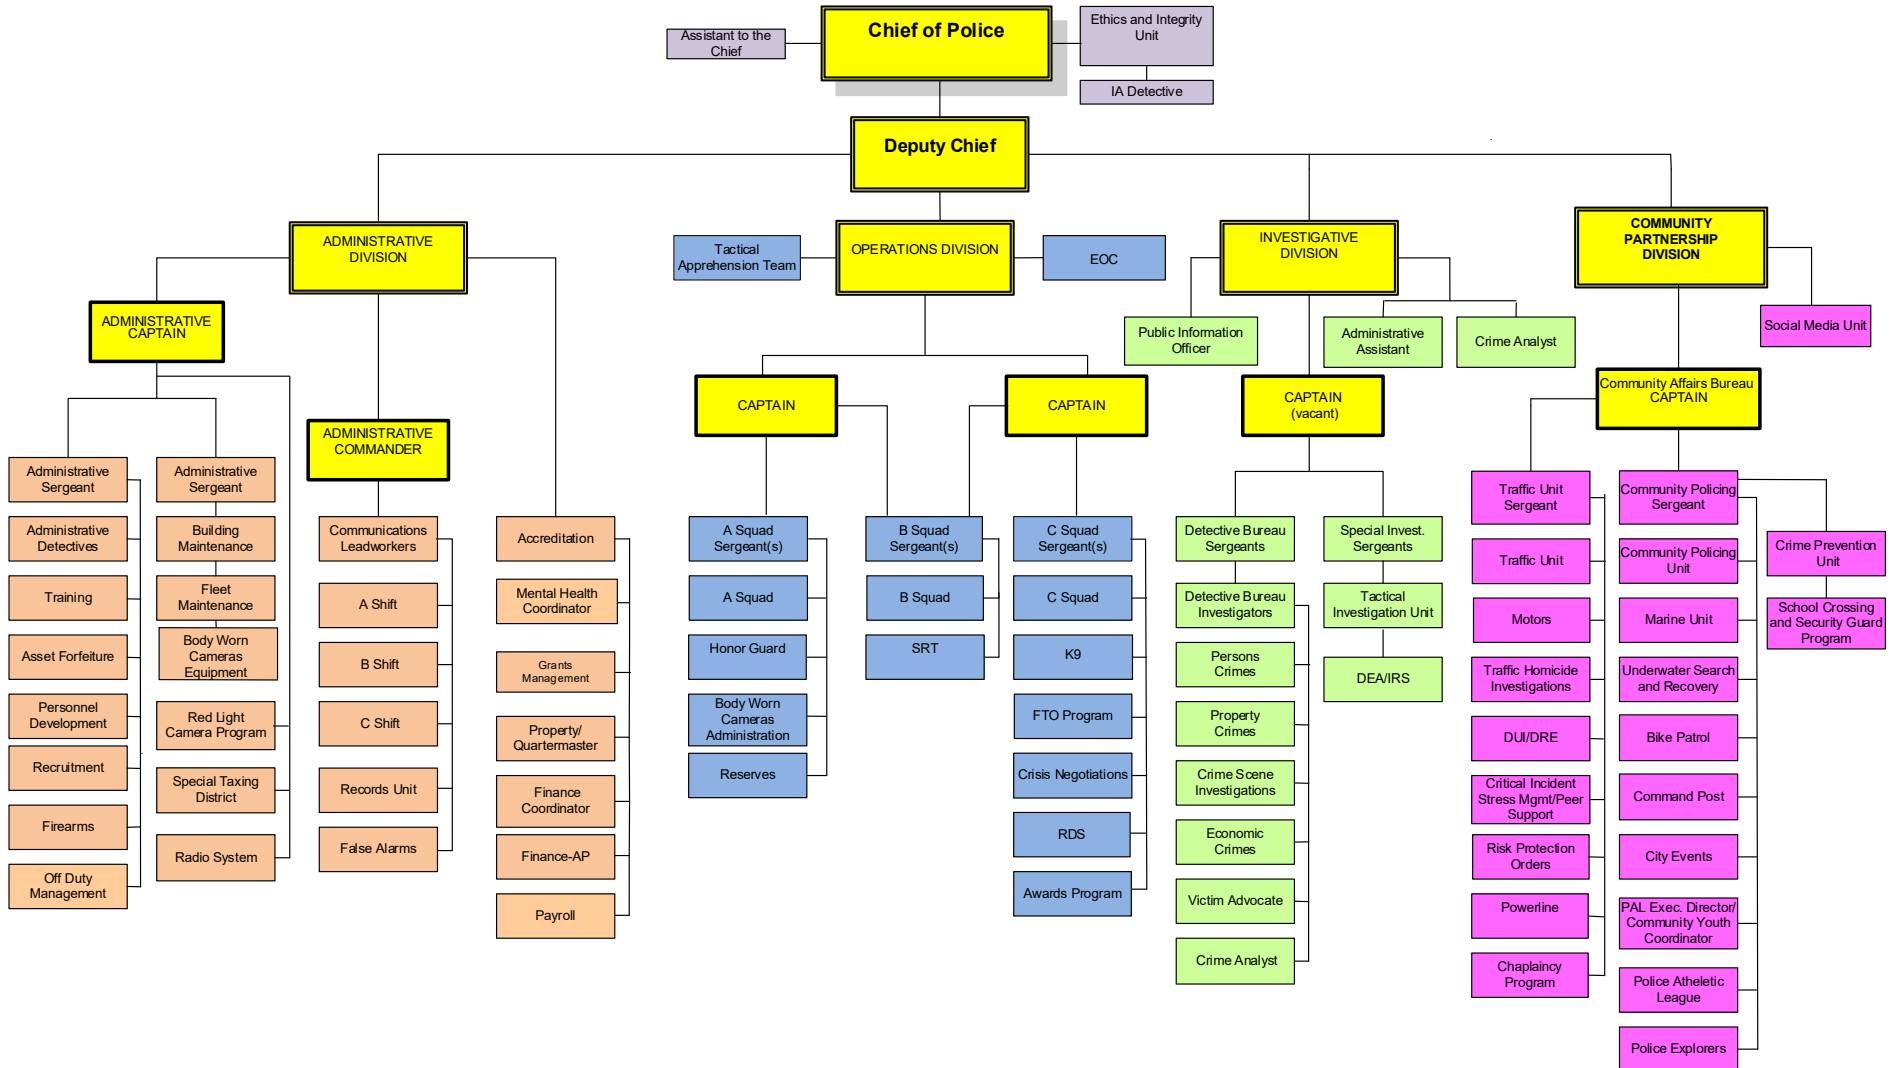 Chief of Police
Assistant to the
Chief
Ethics and Integrity
Unit
IA Detective
Deputy Chief
ADMINISTRATIVE
DIVISION
Tactical
Apprehension Team
OPERATIONS DIVISION
EOC
INVESTIGATIVE
DIVISION
COMMUNITY
PARTNERSHIP
DIVISION
ADMINISTRATIVE
CAPTAIN
Public Information
Officer
Administrative
Assistant
Crime Analyst
Social Media Unit
CAPTAIN
CAPTAIN
CAPTAIN
(vacant)
Community Affairs Bureau
CAPTAIN
ADMINISTRATIVE
COMMANDER
Administrative
Sergeant
Administrative
Detectives
Training
Asset Forfeiture
Personnel
Development
Recruitment
Firearms
Off Duty
Management
Administrative
Sergeant
Building
Maintenance
Fleet
Maintenance
Body Worn
Cameras
Equipment
Red Light
Camera Program
Special Taxing
District
Radio System
Communications
Leadworkers
A Shift
B Shift
C Shift
Records Unit
False Alarms
Accreditation
Mental Health
Coordinator
Grants
Management
Property/
Quartermaster
Finance
Coordinator
Finance-AP
Payroll
A Squad
Sergeant(s)
A Squad
Honor Guard
Body Worn
Cameras
Administration
Reserves
B Squad
Sergeant(s)
B Squad
SRT
C Squad
Sergeant(s)
C Squad
K9
FTO Program
Crisis Negotiations
RDS
Awards Program
Detective Bureau
Sergeants
Detective Bureau
Investigators
Persons
Crimes
Property
Crimes
Crime Scene
Investigations
Economic
Crimes
Victim Advocate
Crime Analyst
Special Invest.
Sergeants
Tactical
Investigation Unit
DEA/IRS
Traffic Unit
Sergeant
Traffic Unit
Motors
Traffic Homicide
Investigations
DUI/DRE
Critical Incident
Stress Mgmt/Peer
Support
Risk Protection
Orders
Powerline
Chaplaincy
Program
Community Policing
Sergeant
Community Policing
Unit
Marine Unit
Underwater Search
and Recovery
Bike Patrol
Command Post
City Events
PAL Exec. Director/
Community Youth
Coordinator
Police Atheletic
League
Police Explorers
Crime Prevention
Unit
School Crossing
and Security Guard
Program